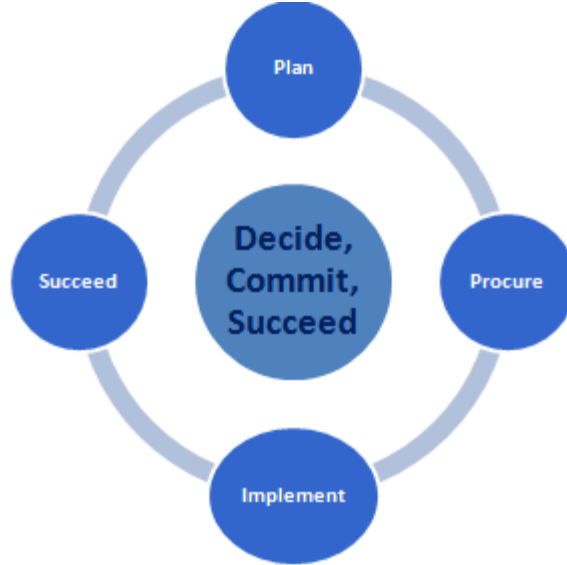 Plan
Decide,
Commit,
Succeed
Succeed
Procure
Implement